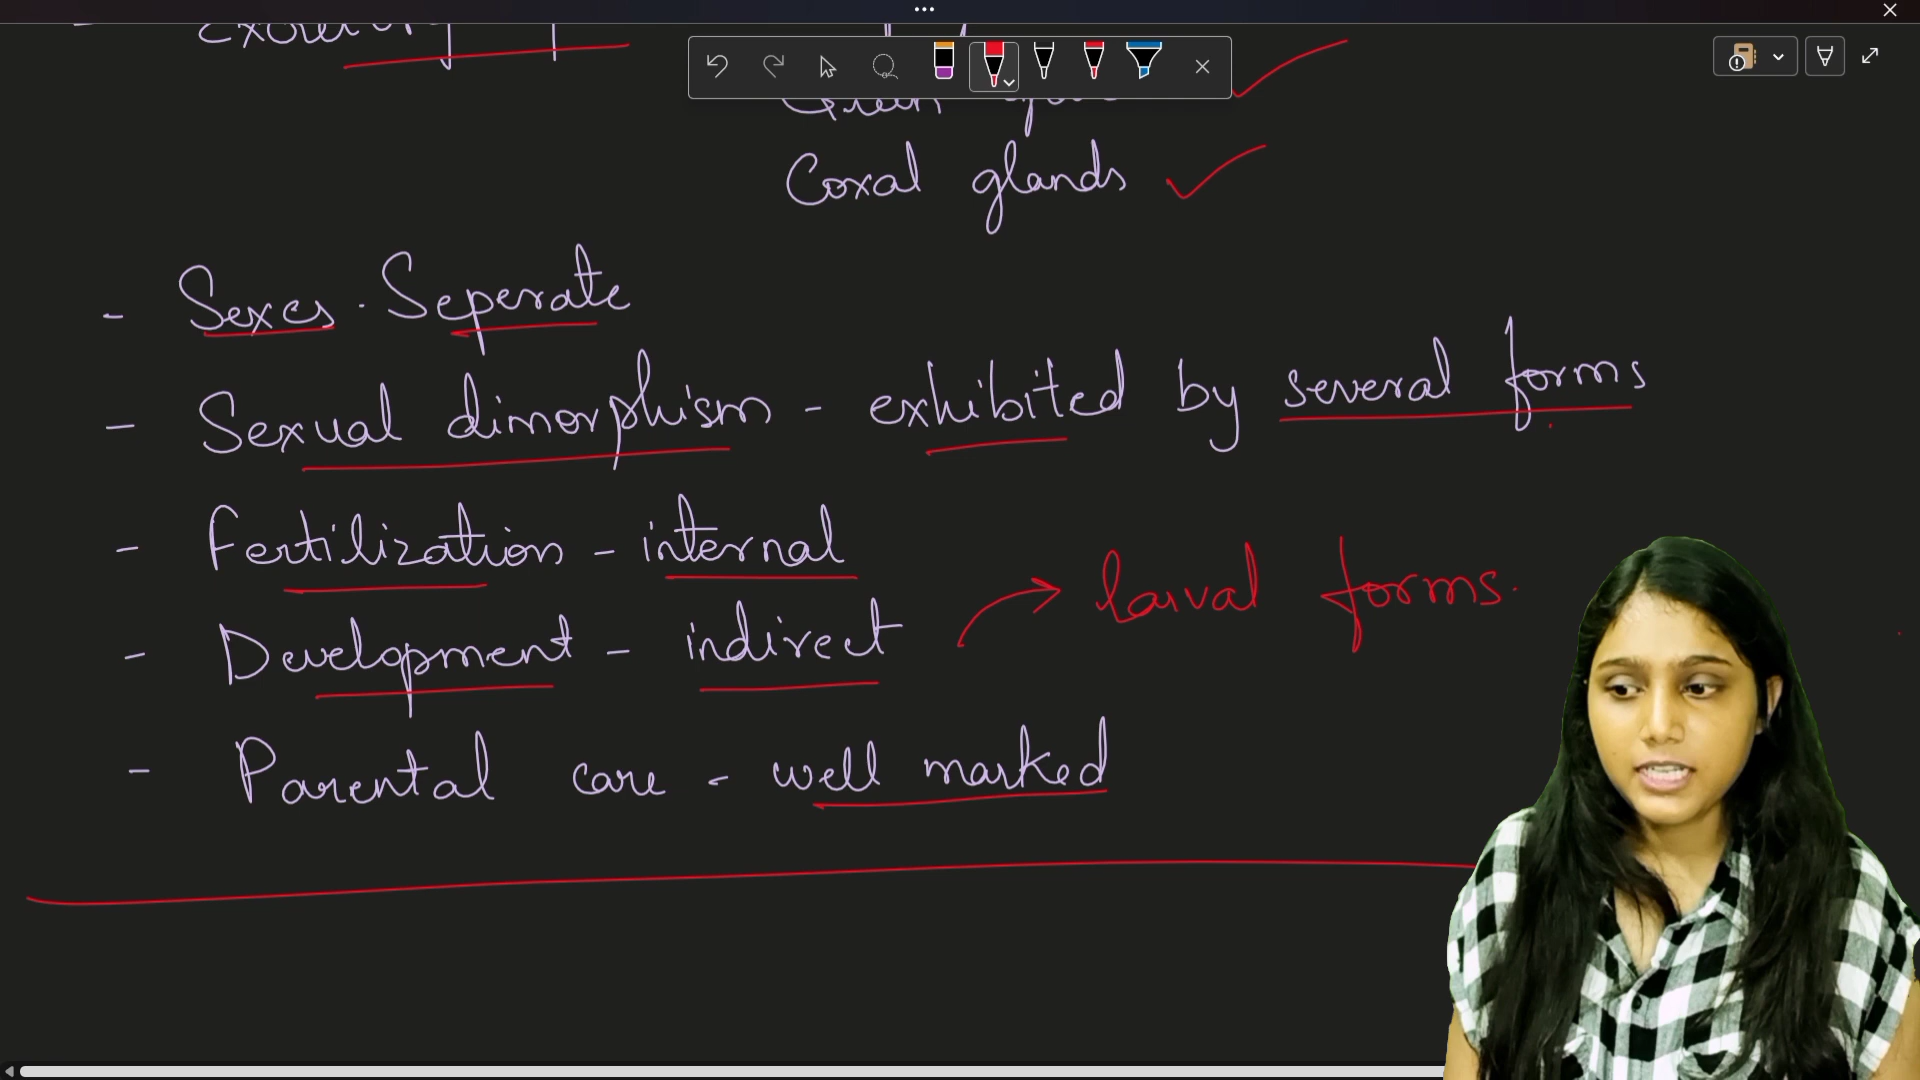 Coxal glands
- Sexes - Seperate
- Sexual dimorphism - exhibited by several forms
- Fertilization - internal
larval forms.
- Development - indirect
- Parental care - well marked